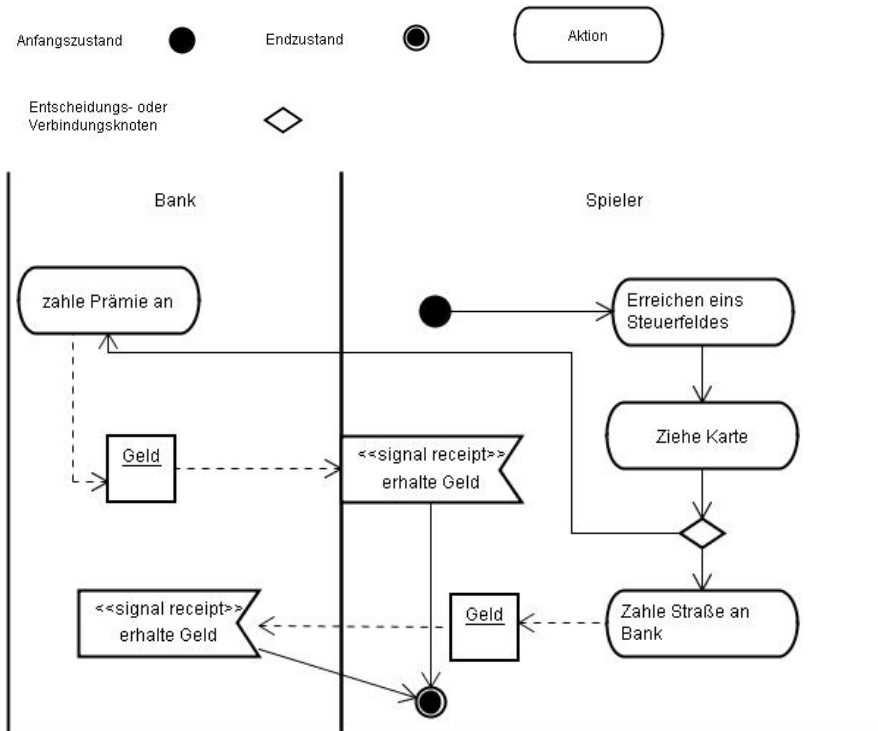 Anfangszustand
Endzustand
Aktion
Entscheidungs- oder
Verbindungsknoten
Bank
Spieler
zahle Prämie an
Erreichen eins
Steuerfeldes
Ziehe Karte
Geld
<<signal receipt>>
erhalte Geld
<<signal receipt>>
erhalte Geld
Geld
Zahle Straße an
Bank